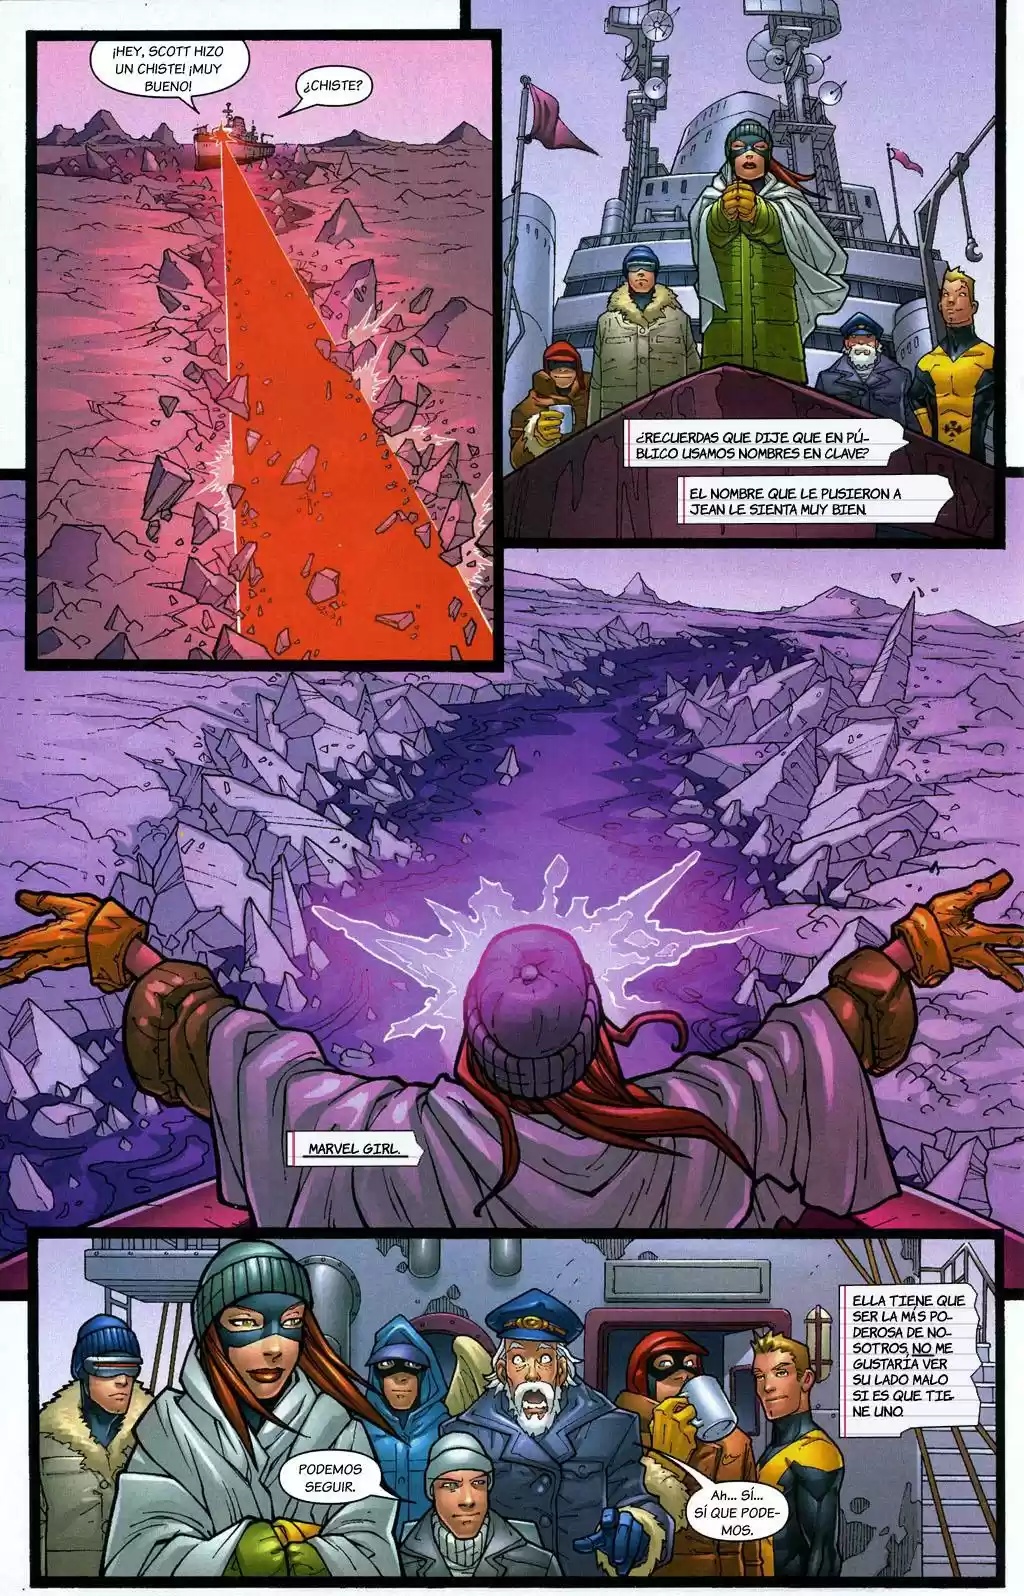 ¡HEY, SCOTT HIZO
UN CHISTE! ¡MUY
BUENO!
¿CHISTE?
¿RECUERDAS QUE DIJE QUE EN PÚ-
BLICO USAMOS NOMBRES EN CLAVE?
EL NOMBRE QUE LE PUSIERON A
JEAN LE SIENTA MUY BIEN.
MARVEL GIRL.
ELLA TIENE QUE
SER LA MÁS PO-
DEROSA DE NO-
SOTROS, NO ME
GUSTARÍA VER
SU LADO MALO
SI ES QUE TIE-
NE UNO.
PODEMOS
SEGUIR.
Ah... SÍ...
SÍ QUE PODE-
MOS.